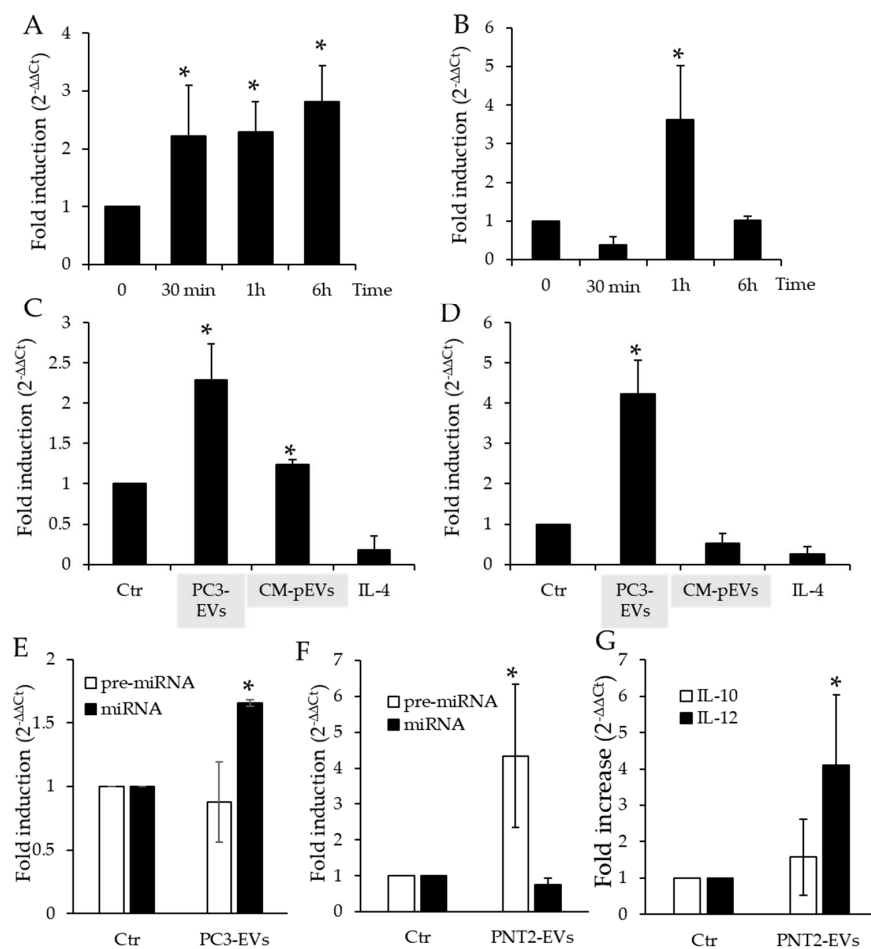 A
Fold induction (2-ΔΔCt)
4
3
2
1
0
*
*
*
0 30 min 1h 6h Time
B
Fold induction (2-ΔΔCt)
6
5
4
3
2
1
0
*
0 30 min 1h 6h Time
C
Fold induction (2-ΔΔCt)
3
2.5
2
1.5
1
0.5
0
*
*
Ctr PC3- CM-pEVs IL-4
EVs
D
Fold induction (2-ΔΔCt)
6
5
4
3
2
1
0
*
Ctr PC3- CM-pEVs IL-4
EVs
E
Fold induction (2-ΔΔCt)
2
1.5
1
0.5
0
pre-miRNA
miRNA
*
Ctr PC3-EVs
F
Fold induction (2-ΔΔCt)
7
6
5
4
3
2
1
0
pre-miRNA
miRNA
*
Ctr PNT2-EVs
G
Fold increase (2-ΔΔCt)
7
6
5
4
3
2
1
0
IL-10
IL-12
*
Ctr PNT2-EVs